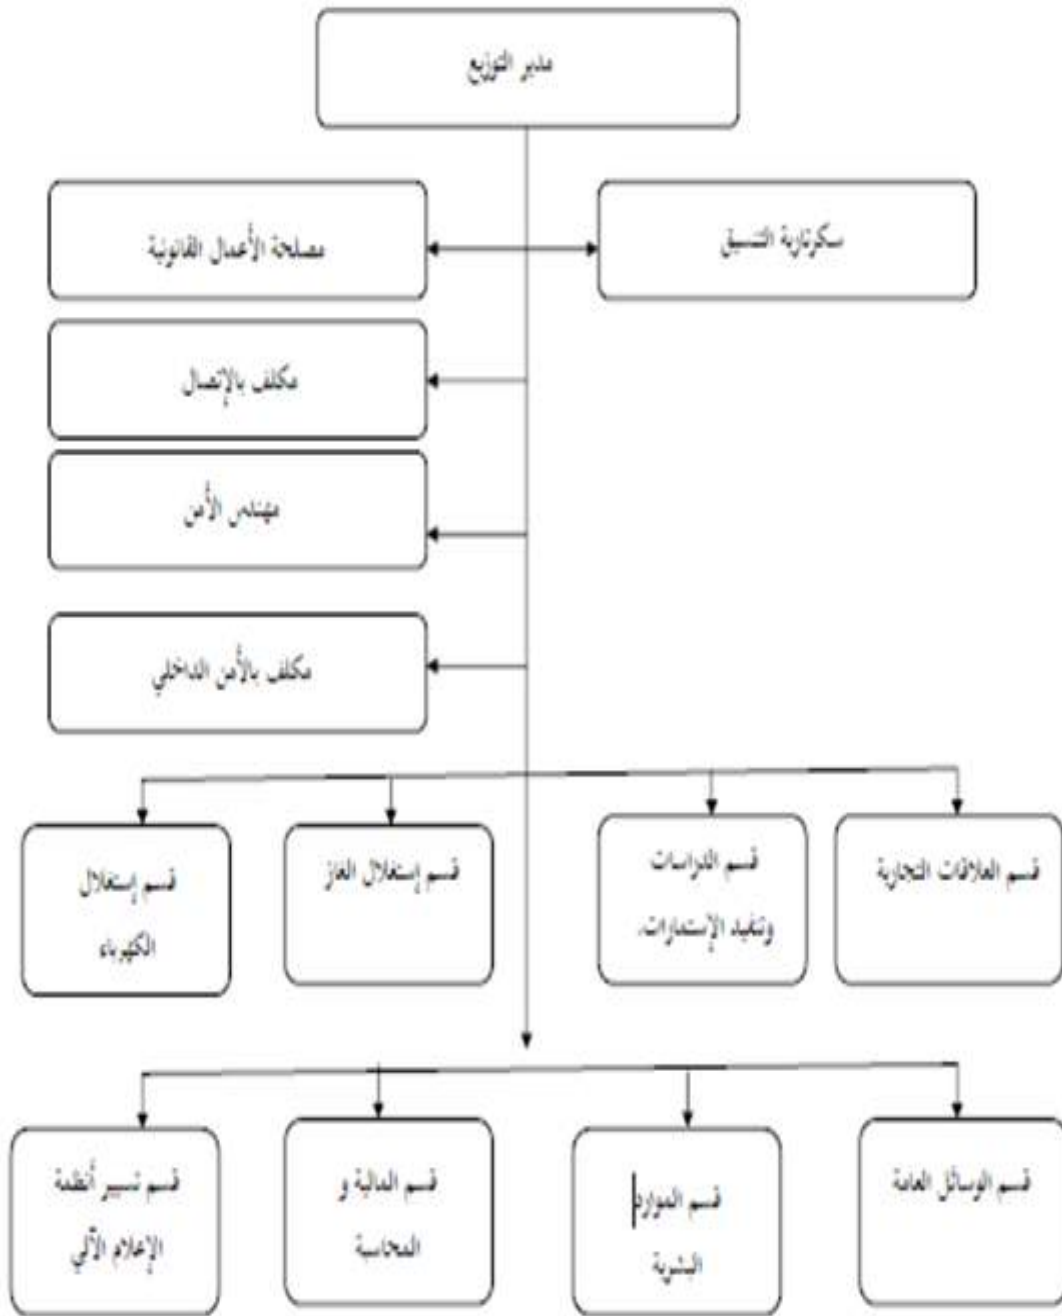 مدير التوزيع
سكرتارية التنسيق
مصلحة الأعمال القانونية
مكلف بالإتصال
مهندس الأمن
مكلف بالأمن الداخلي
قسم العلاقات التجارية
قسم الدراسات
وتنفيد الإستمارات.
قسم إستغلال الغاز
قسم إستغلال
الكهرباء
قسم الوسائل العامة
قسم الموارد
البشرية
قسم المالية و
المحاسبة
قسم تسيير أنظمة
الإعلام الآلي